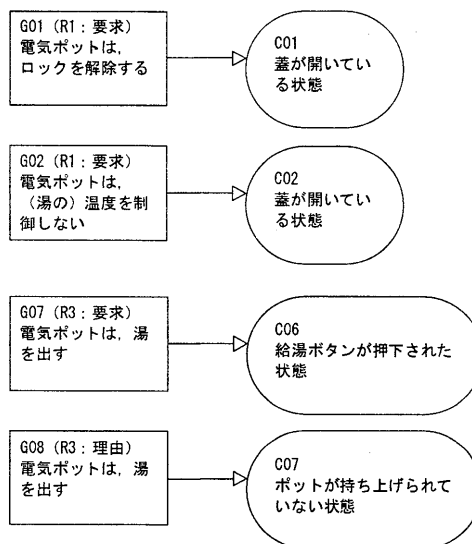 G01 (R1：要求)
電気ポットは，
ロックを解除する
C01
蓋が開いてい
る状態
G02 (R1：要求)
電気ポットは，
（湯の）温度を制
御しない
C02
蓋が開いてい
る状態
G07 (R3：要求)
電気ポットは，湯
を出す
C06
給湯ボタンが押下された
状態
G08 (R3：理由)
電気ポットは，湯
を出す
C07
ポットが持ち上げられて
いない状態